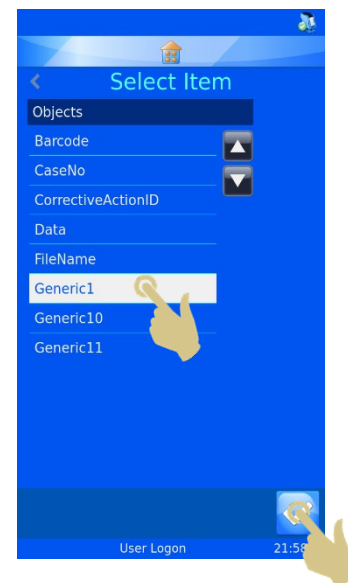 Select Item
Objects
Barcode
CaseNo
CorrectiveActionID
Data
FileName
Generic1
Generic10
Generic11
User Logon
21:58